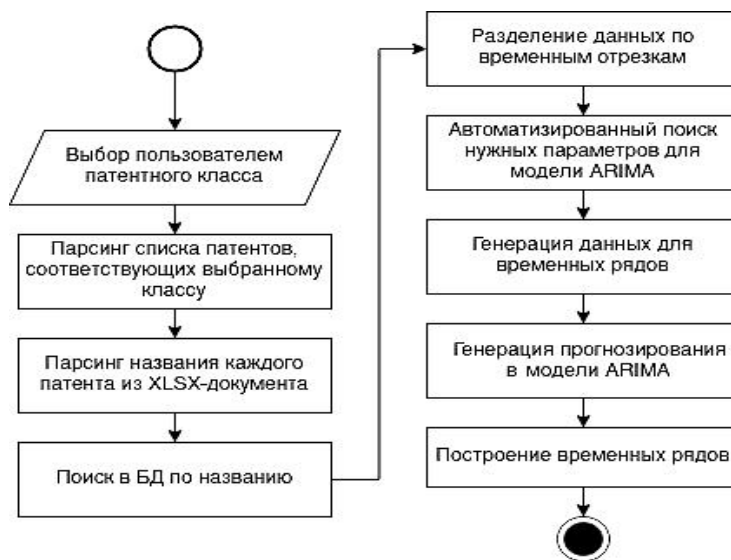 Выбор пользователем
патентного класса
Парсинг списка патентов,
соответствующих выбранному
классу
Парсинг названия каждого
патента из XLSX-документа
Поиск в БД по названию
Разделение данных по
временным отрезкам
Автоматизированный поиск
нужных параметров для
модели ARIMA
Генерация данных для
временных рядов
Генерация прогнозирования
в модели ARIMA
Построение временных рядов